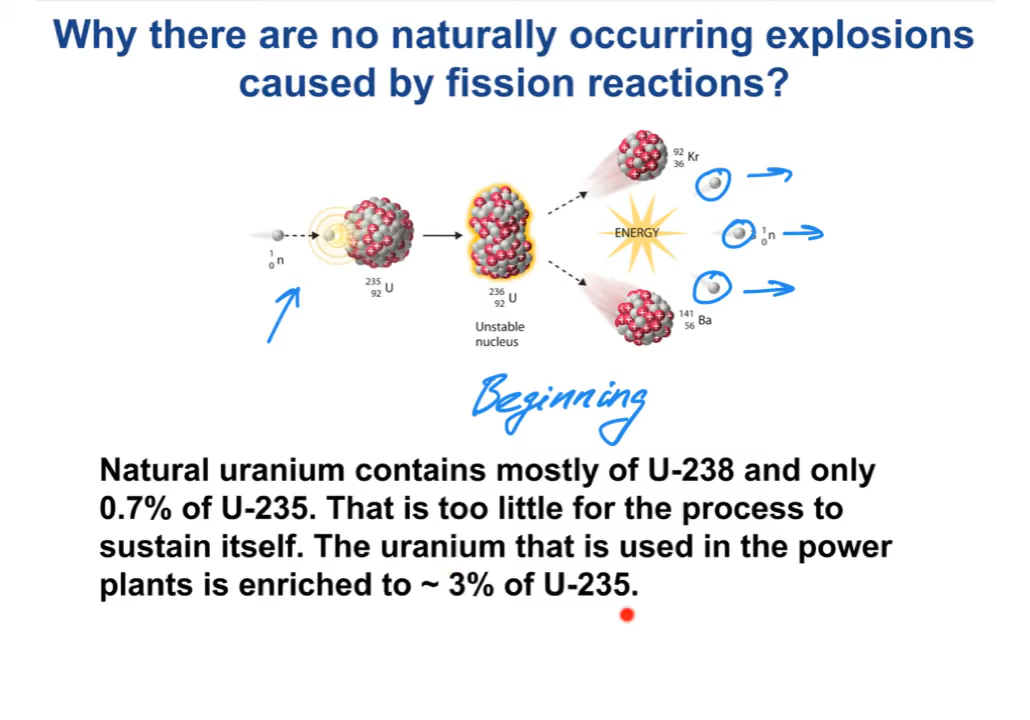 Why there are no naturally occurring explosions
caused by fission reactions?
92
36 Kr
ENERGY
3 1
0 n
1
0 n
235
92 U
236
92 U
Unstable
nucleus
141
56 Ba
Beginning
Natural uranium contains mostly of U-238 and only
0.7% of U-235. That is too little for the process to
sustain itself. The uranium that is used in the power
plants is enriched to ~ 3% of U-235.